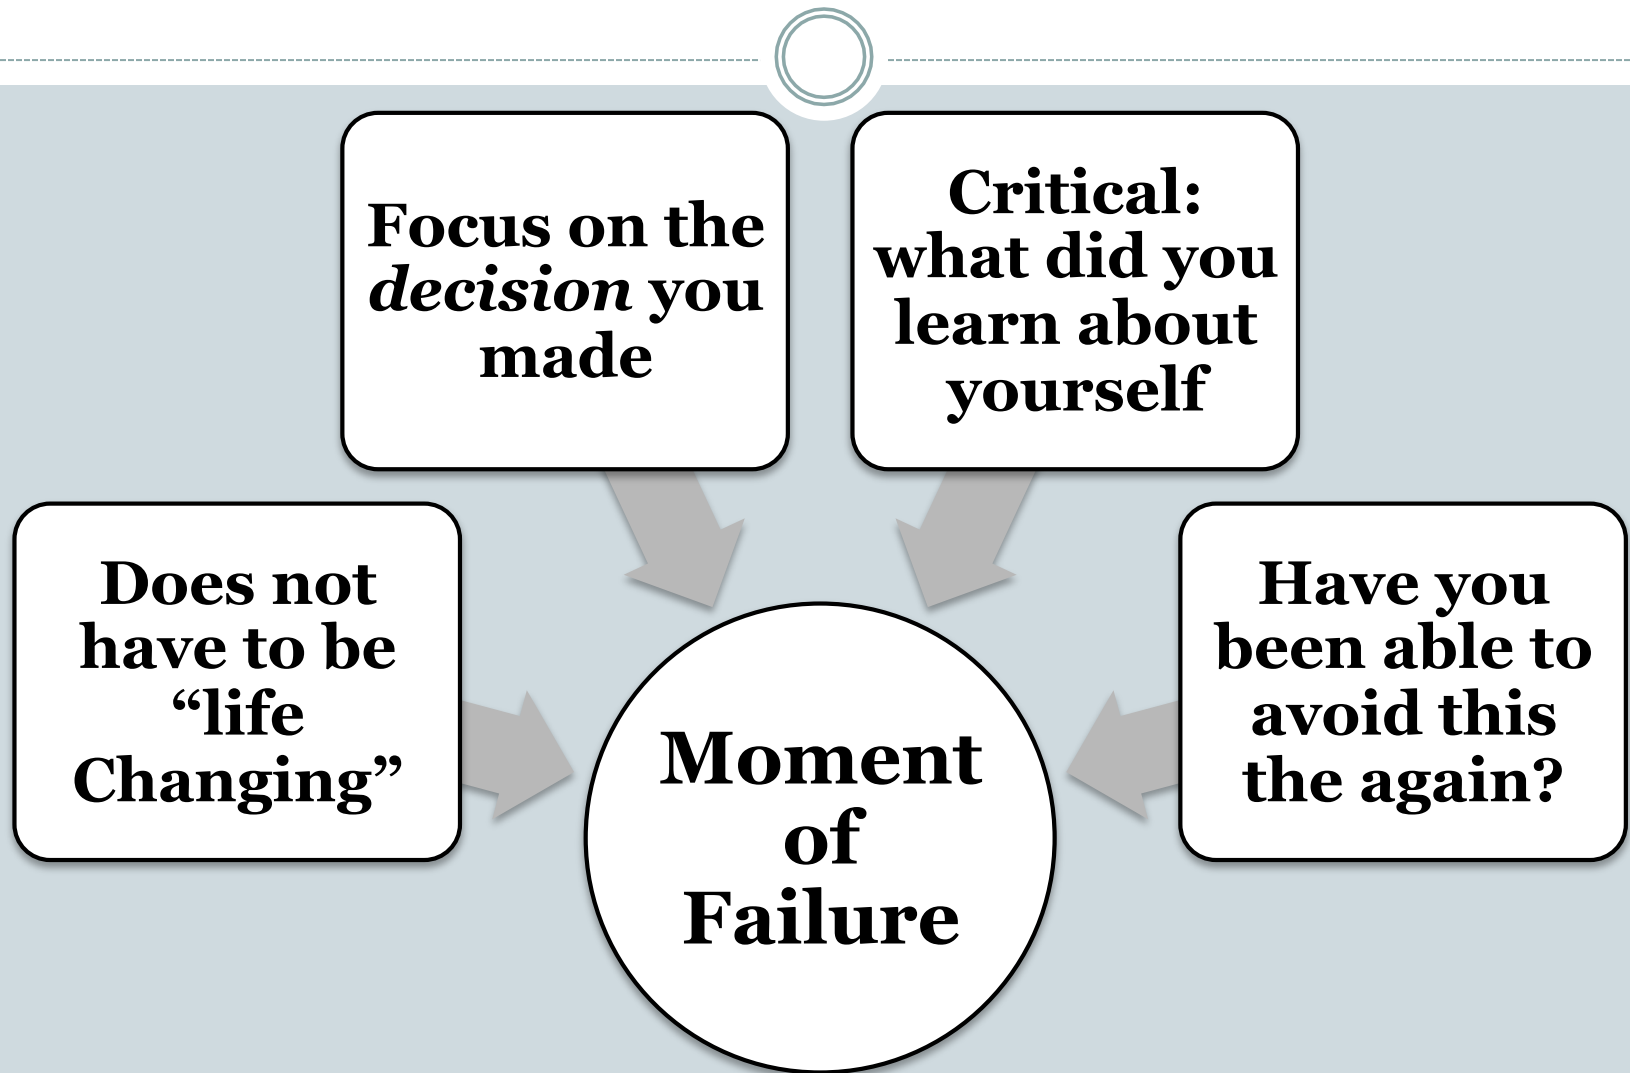 Focus on the
decision you
made
Critical:
what did you
learn about
yourself
Does not
have to be
“life
Changing”
Have you
been able to
avoid this
the again?
Moment
of
Failure